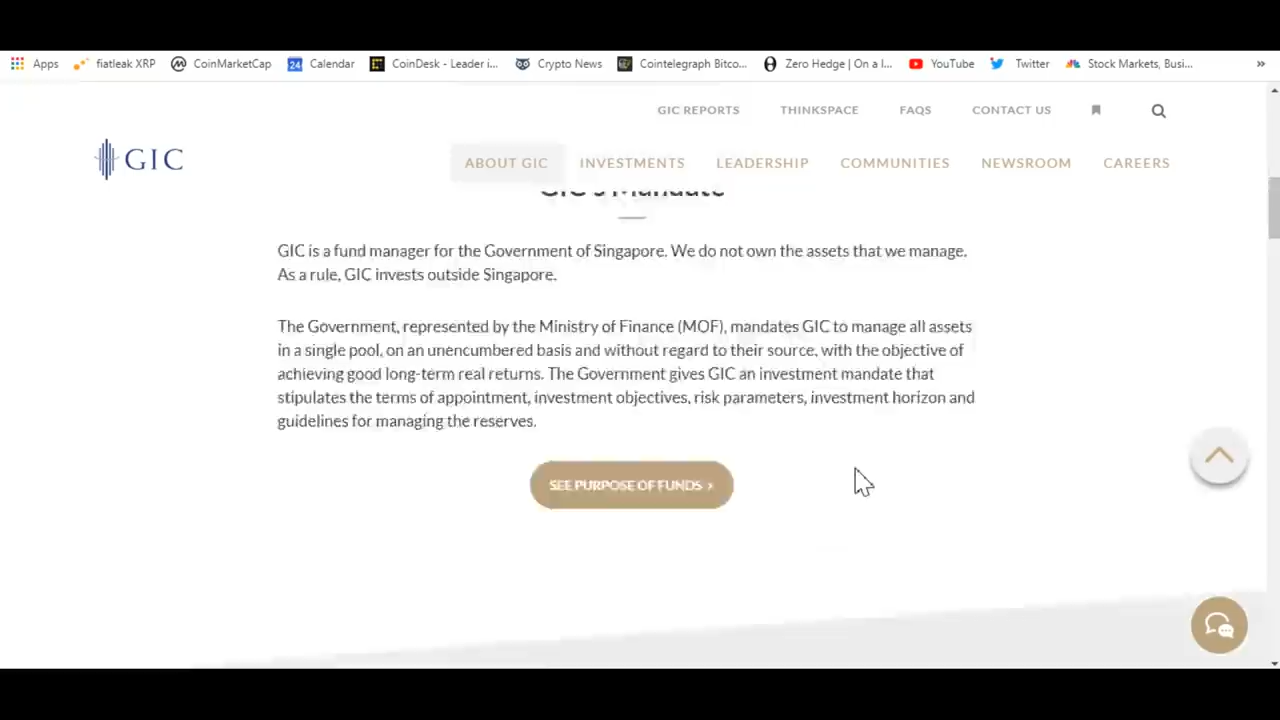 Apps fiatleak XRP CoinMarketCap 24 Calendar CoinDesk - Leader i... Crypto News Cointelegraph Bitco... Zero Hedge | On a l... YouTube Twitter Stock Markets, Busi... »
GIC REPORTS THINKSPACE FAQS CONTACT US
GIC ABOUT GIC INVESTMENTS LEADERSHIP COMMUNITIES NEWSROOM CAREERS
GIC's Mandate
GIC is a fund manager for the Government of Singapore. We do not own the assets that we manage.
As a rule, GIC invests outside Singapore.
The Government, represented by the Ministry of Finance (MOF), mandates GIC to manage all assets
in a single pool, on an unencumbered basis and without regard to their source, with the objective of
achieving good long-term real returns. The Government gives GIC an investment mandate that
stipulates the terms of appointment, investment objectives, risk parameters, investment horizon and
guidelines for managing the reserves.
SEE PURPOSE OF FUNDS ›